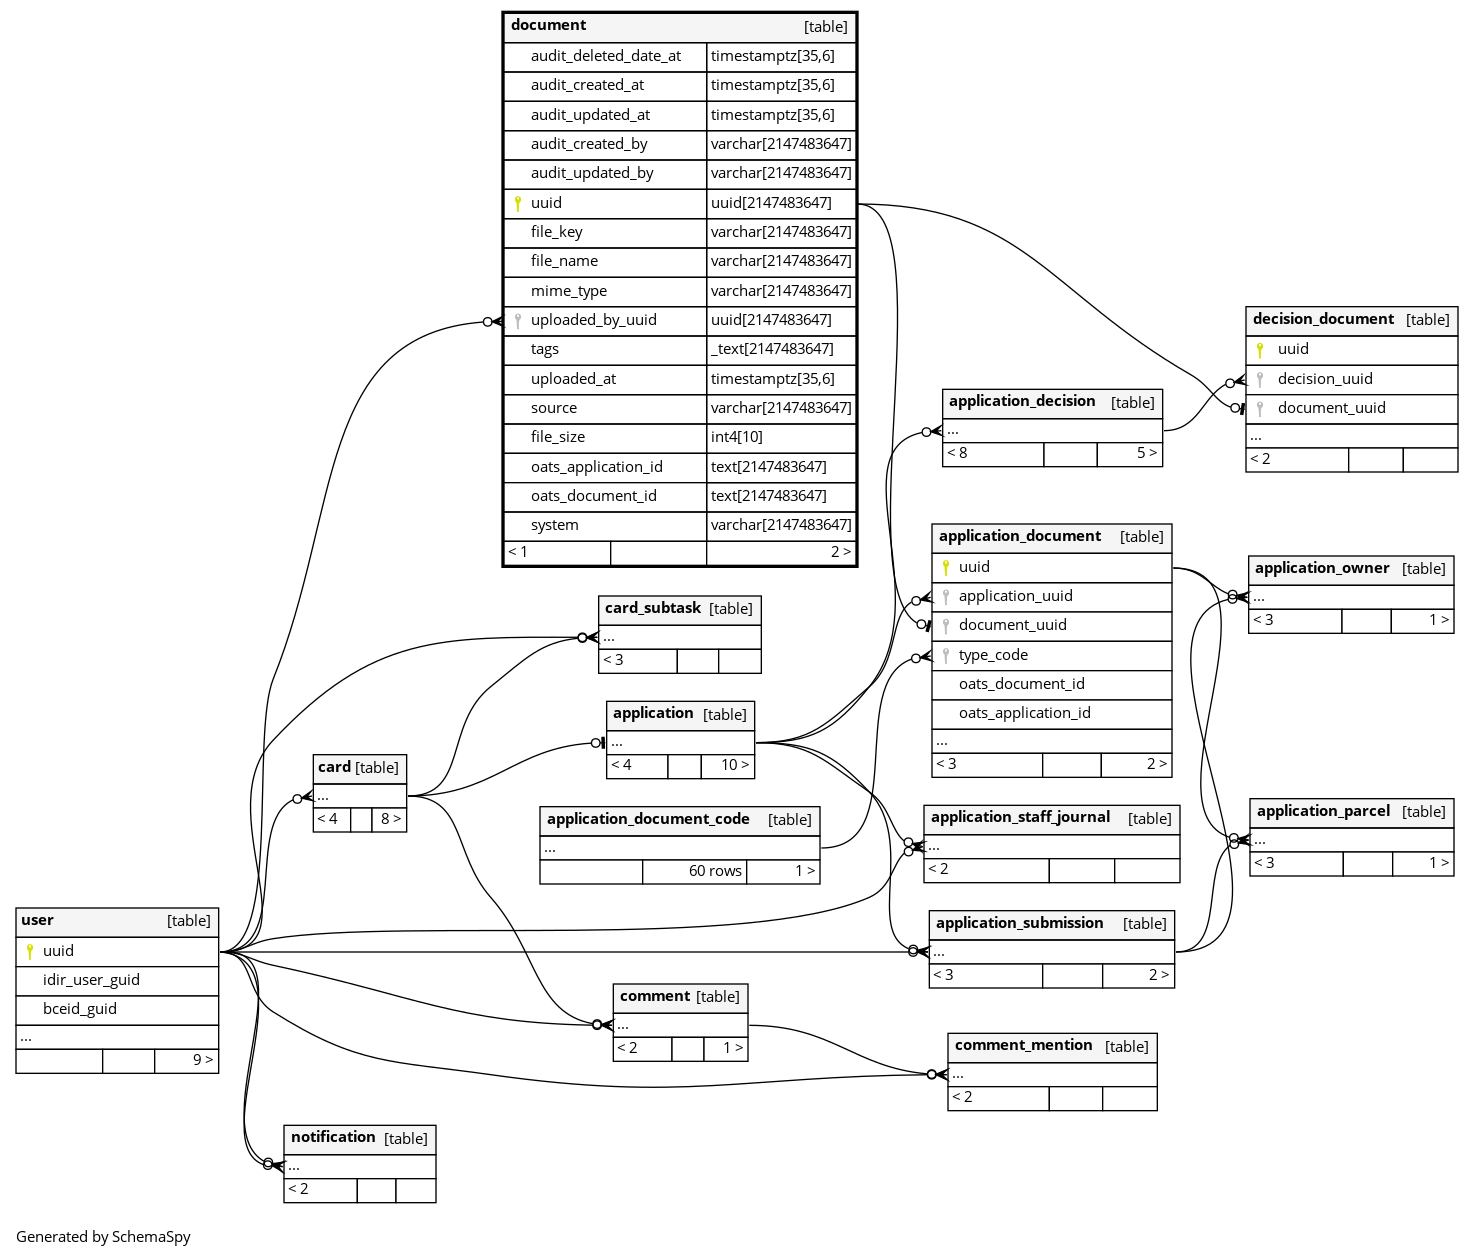 document [table]
audit_deleted_date_at timestamptz[35,6]
audit_created_at timestamptz[35,6]
audit_updated_at timestamptz[35,6]
audit_created_by varchar[2147483647]
audit_updated_by varchar[2147483647]
uuid uuid[2147483647]
file_key varchar[2147483647]
file_name varchar[2147483647]
mime_type varchar[2147483647]
uploaded_by_uuid uuid[2147483647]
tags _text[2147483647]
uploaded_at timestamptz[35,6]
source varchar[2147483647]
file_size int4[10]
oats_application_id text[2147483647]
oats_document_id text[2147483647]
system varchar[2147483647]
< 1 2 >
decision_document [table]
uuid
decision_uuid
document_uuid
...
< 2
application_decision [table]
...
< 8 5 >
application_document [table]
uuid
application_uuid
document_uuid
type_code
oats_document_id
oats_application_id
...
< 3 2 >
application_owner [table]
...
< 3 1 >
card_subtask [table]
...
< 3
application [table]
...
< 4 10 >
card [table]
...
< 4 8 >
application_document_code [table]
...
60 rows 1 >
application_staff_journal [table]
...
< 2
application_parcel [table]
...
< 3 1 >
user [table]
uuid
idir_user_guid
bceid_guid
...
9 >
application_submission [table]
...
< 3 2 >
comment [table]
...
< 2 1 >
comment_mention [table]
...
< 2
notification [table]
...
< 2
Generated by SchemaSpy